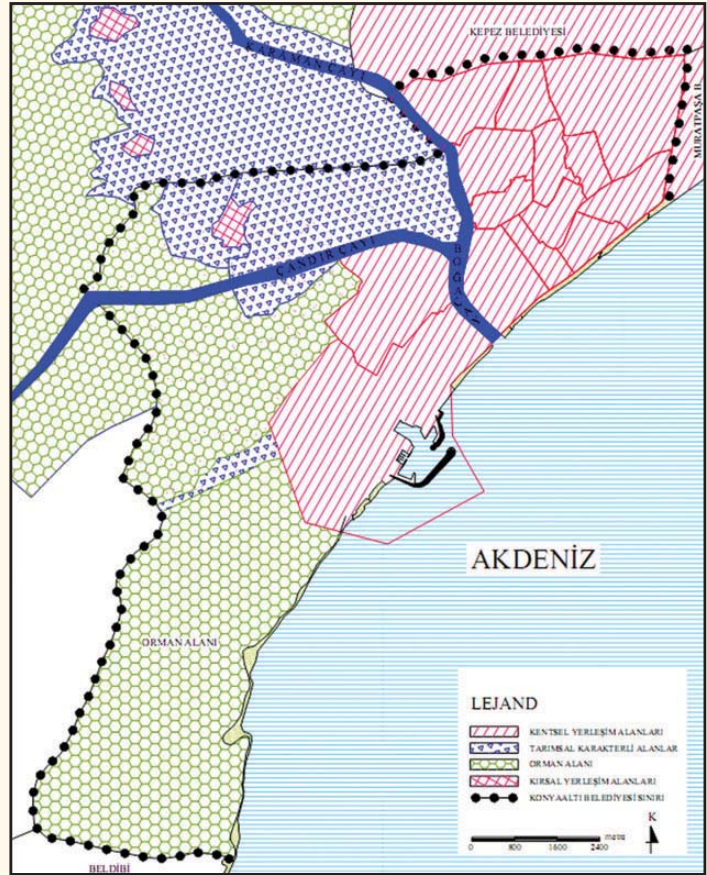 KEPEZ BELEDİYESİ
KARAMAN ÇAYI
MURATPAŞA B.
ÇANDIR ÇAYI
BOĞAÇAYI
AKDENİZ
ORMAN ALANI
BELDİBİ
LEJAND
KENTSEL YERLEŞİM ALANLARI
TARIMSAL KARAKTERLİ ALANLAR
ORMAN ALANI
KIRSAL YERLEŞİM ALANLARI
KONYAALTI BELEDİYESİ SINIRI
K
metre
0 800 1600 2400